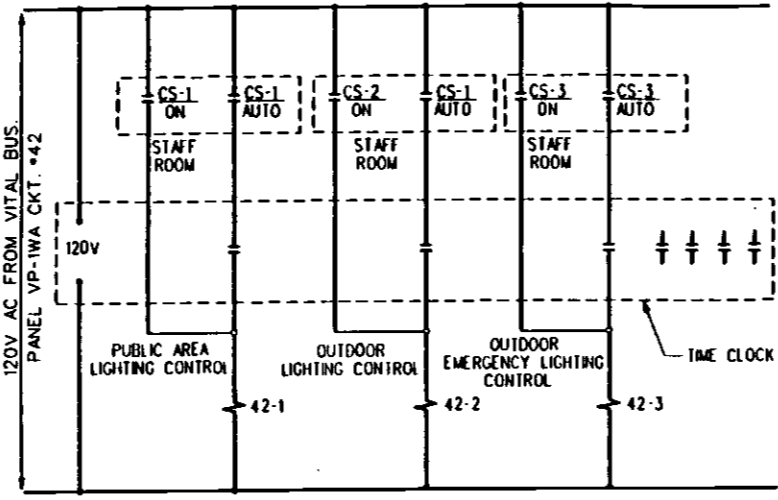 120V AC FROM VITAL BUS.
PANEL VP-1WA CKT. •42
CS-1
ON
CS-1
AUTO
STAFF
ROOM
CS-2
ON
CS-1
AUTO
STAFF
ROOM
CS-3
ON
CS-3
AUTO
STAFF
ROOM
120V
PUBLIC AREA
LIGHTING CONTROL
OUTDOOR
LIGHTING CONTROL
OUTDOOR
EMERGENCY LIGHTING
CONTROL
TIME CLOCK
42-1
42-2
42-3